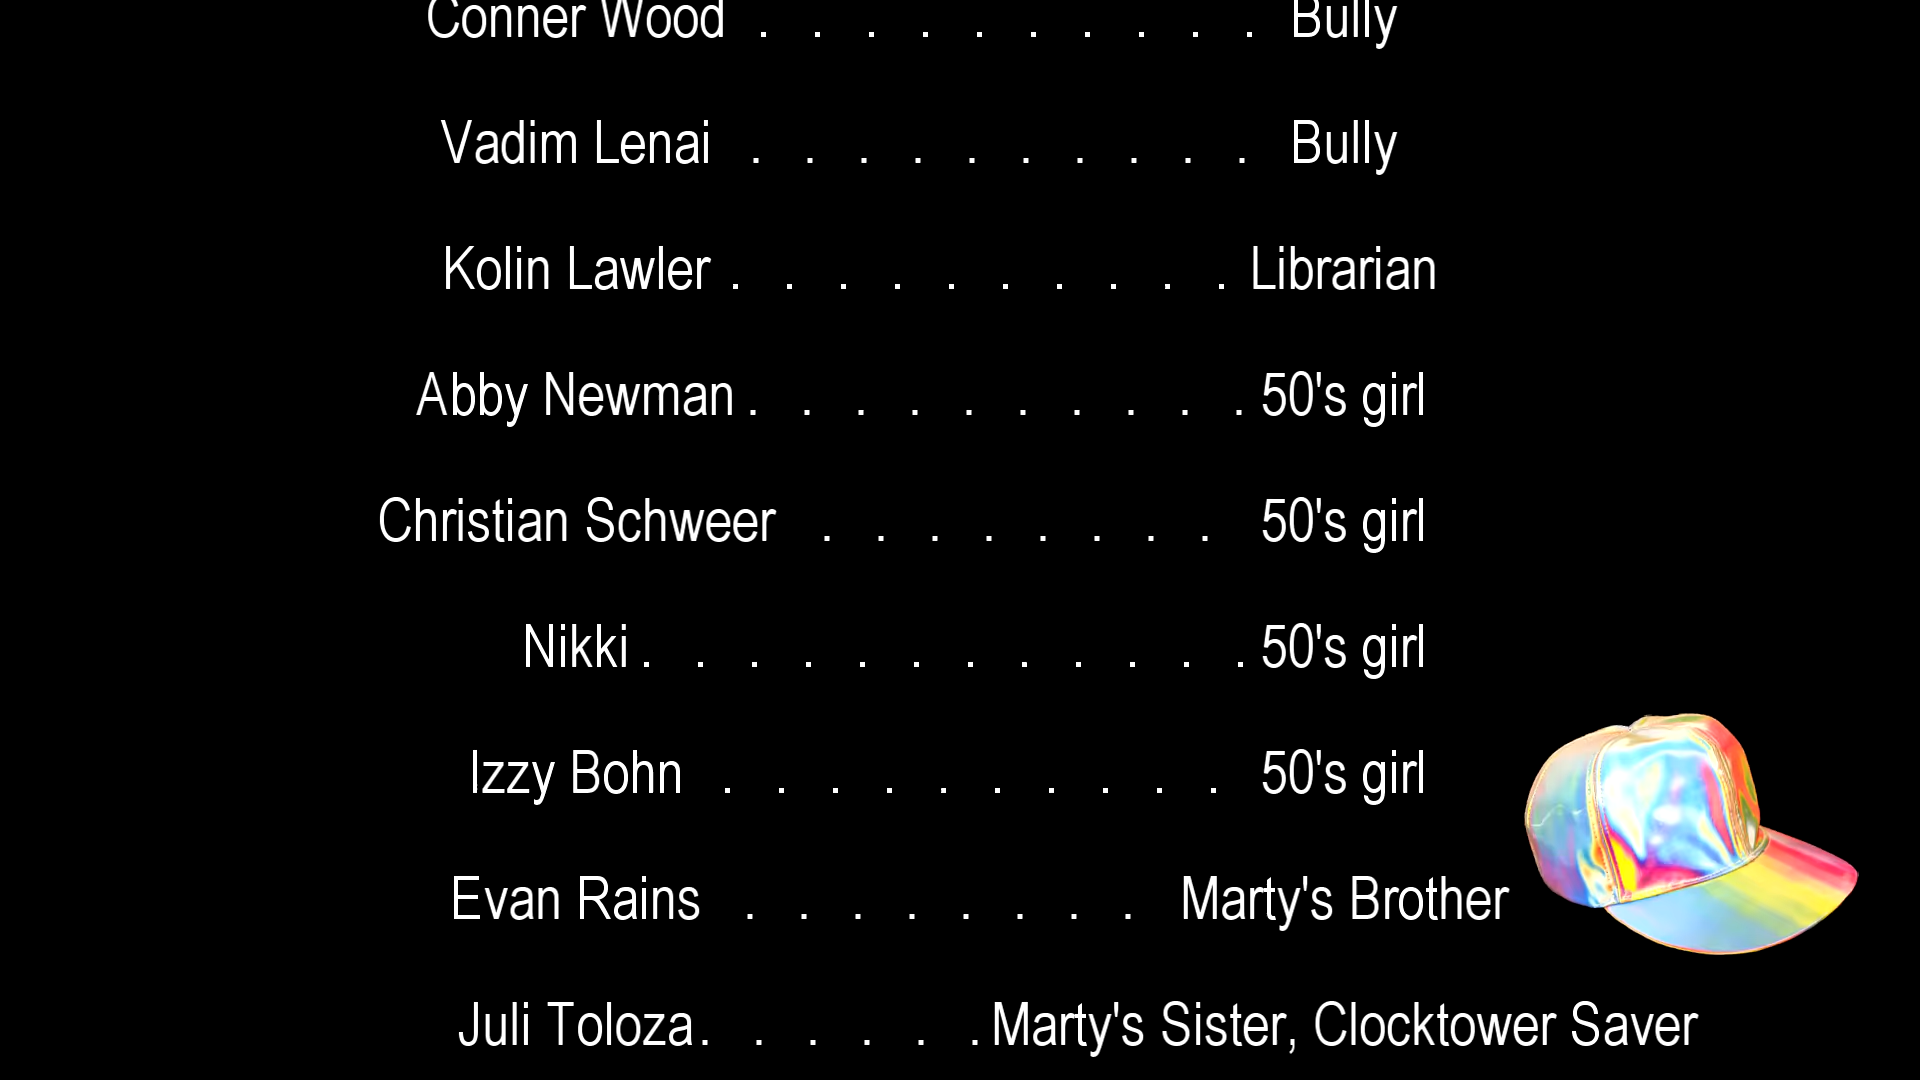 Conner Wood . . . . . . . . . . Bully
Vadim Lenai . . . . . . . . . . Bully
Kolin Lawler . . . . . . . . . . Librarian
Abby Newman . . . . . . . . . . 50's girl
Christian Schweer . . . . . . . . 50's girl
Nikki . . . . . . . . . . . . 50's girl
Izzy Bohn . . . . . . . . . . 50's girl
Evan Rains . . . . . . . . Marty's Brother
Juli Toloza . . . . . . Marty's Sister, Clocktower Saver